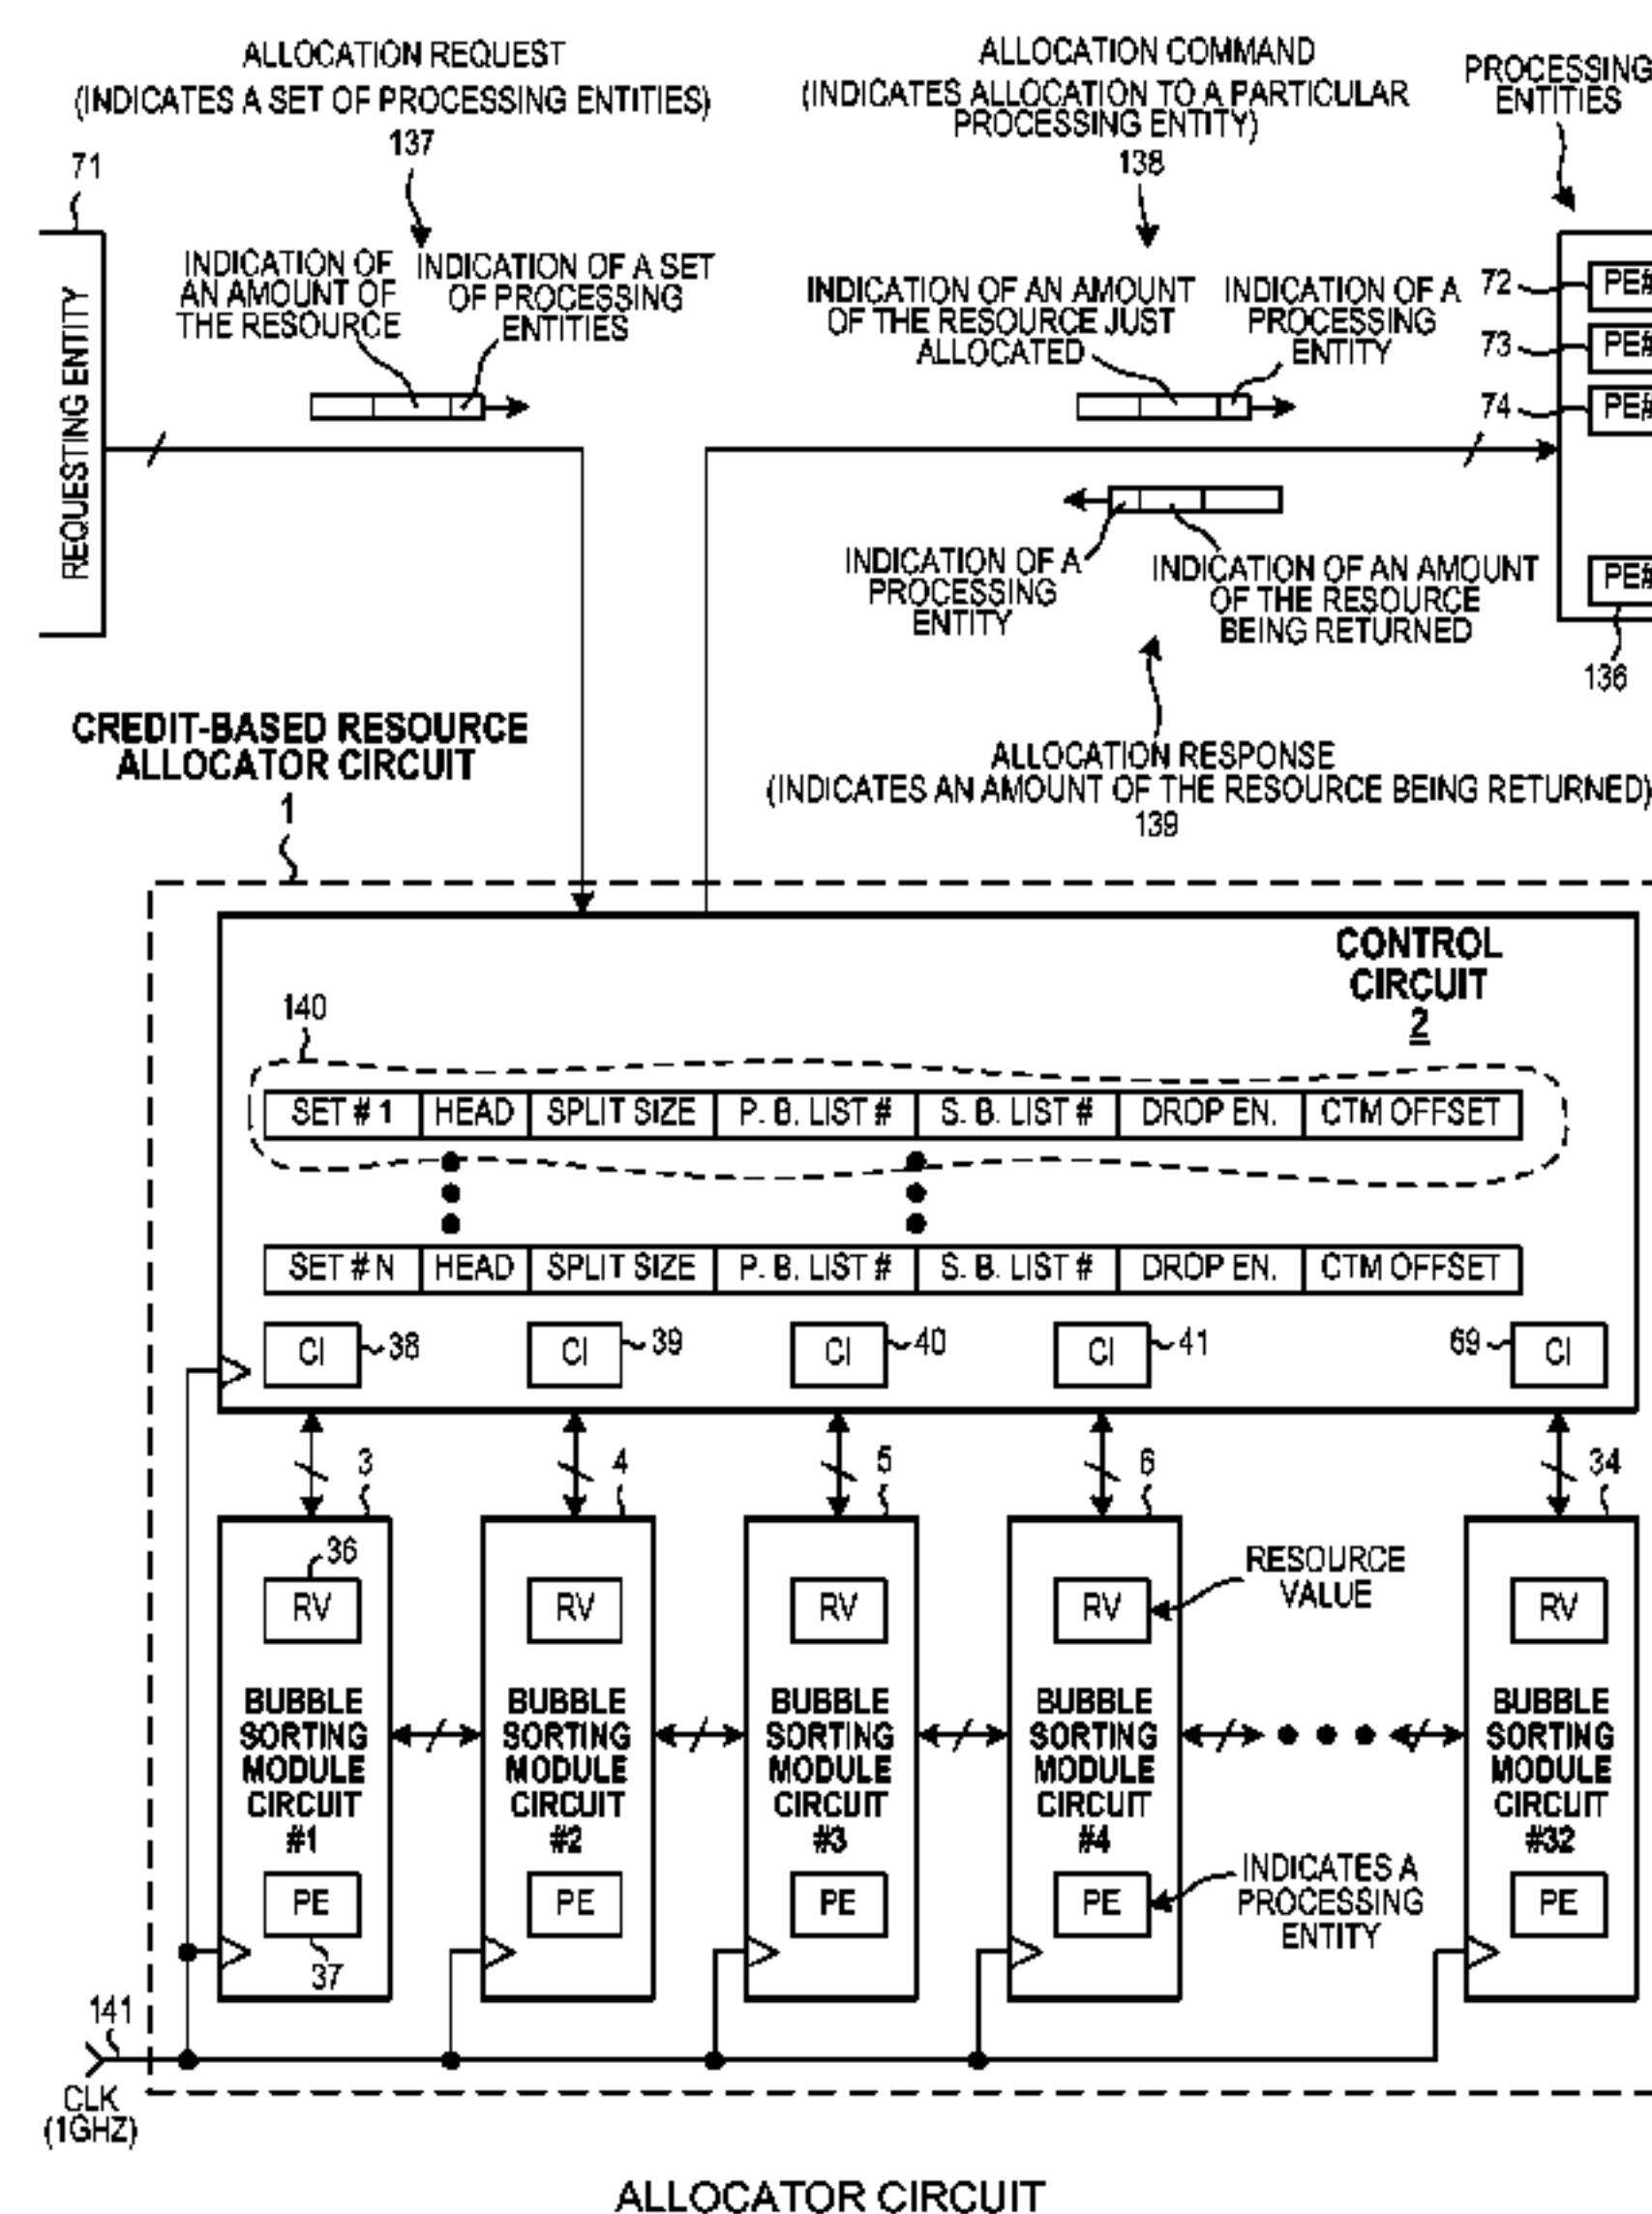 ALLOCATION REQUEST
(INDICATES A SET OF PROCESSING ENTITIES)
137
ALLOCATION COMMAND
(INDICATES ALLOCATION TO A PARTICULAR
PROCESSING ENTITY)
138
PROCESSING
ENTITIES
71
REQUESTING ENTITY
INDICATION OF
AN AMOUNT OF
THE RESOURCE
INDICATION OF A SET
OF PROCESSING
ENTITIES
INDICATION OF AN AMOUNT
OF THE RESOURCE JUST
ALLOCATED
INDICATION OF A
PROCESSING
ENTITY
72
PE#
73
PE#
74
PE#
PE#
136
INDICATION OF A
PROCESSING
ENTITY
INDICATION OF AN AMOUNT
OF THE RESOURCE
BEING RETURNED
ALLOCATION RESPONSE
(INDICATES AN AMOUNT OF THE RESOURCE BEING RETURNED)
139
CREDIT-BASED RESOURCE
ALLOCATOR CIRCUIT
1
CONTROL
CIRCUIT
2
140
SET # 1 HEAD SPLIT SIZE P. B. LIST # S. B. LIST # DROP EN. CTM OFFSET
SET # N HEAD SPLIT SIZE P. B. LIST # S. B. LIST # DROP EN. CTM OFFSET
CI 38 CI 39 CI 40 CI 41 69 CI
3 4 5 6 34
36
RV RV RV RV RV
RESOURCE
VALUE
BUBBLE
SORTING
MODULE
CIRCUIT
#1
BUBBLE
SORTING
MODULE
CIRCUIT
#2
BUBBLE
SORTING
MODULE
CIRCUIT
#3
BUBBLE
SORTING
MODULE
CIRCUIT
#4
BUBBLE
SORTING
MODULE
CIRCUIT
#32
PE PE PE PE PE
INDICATES A
PROCESSING
ENTITY
37
141
CLK
(1GHZ)
ALLOCATOR CIRCUIT